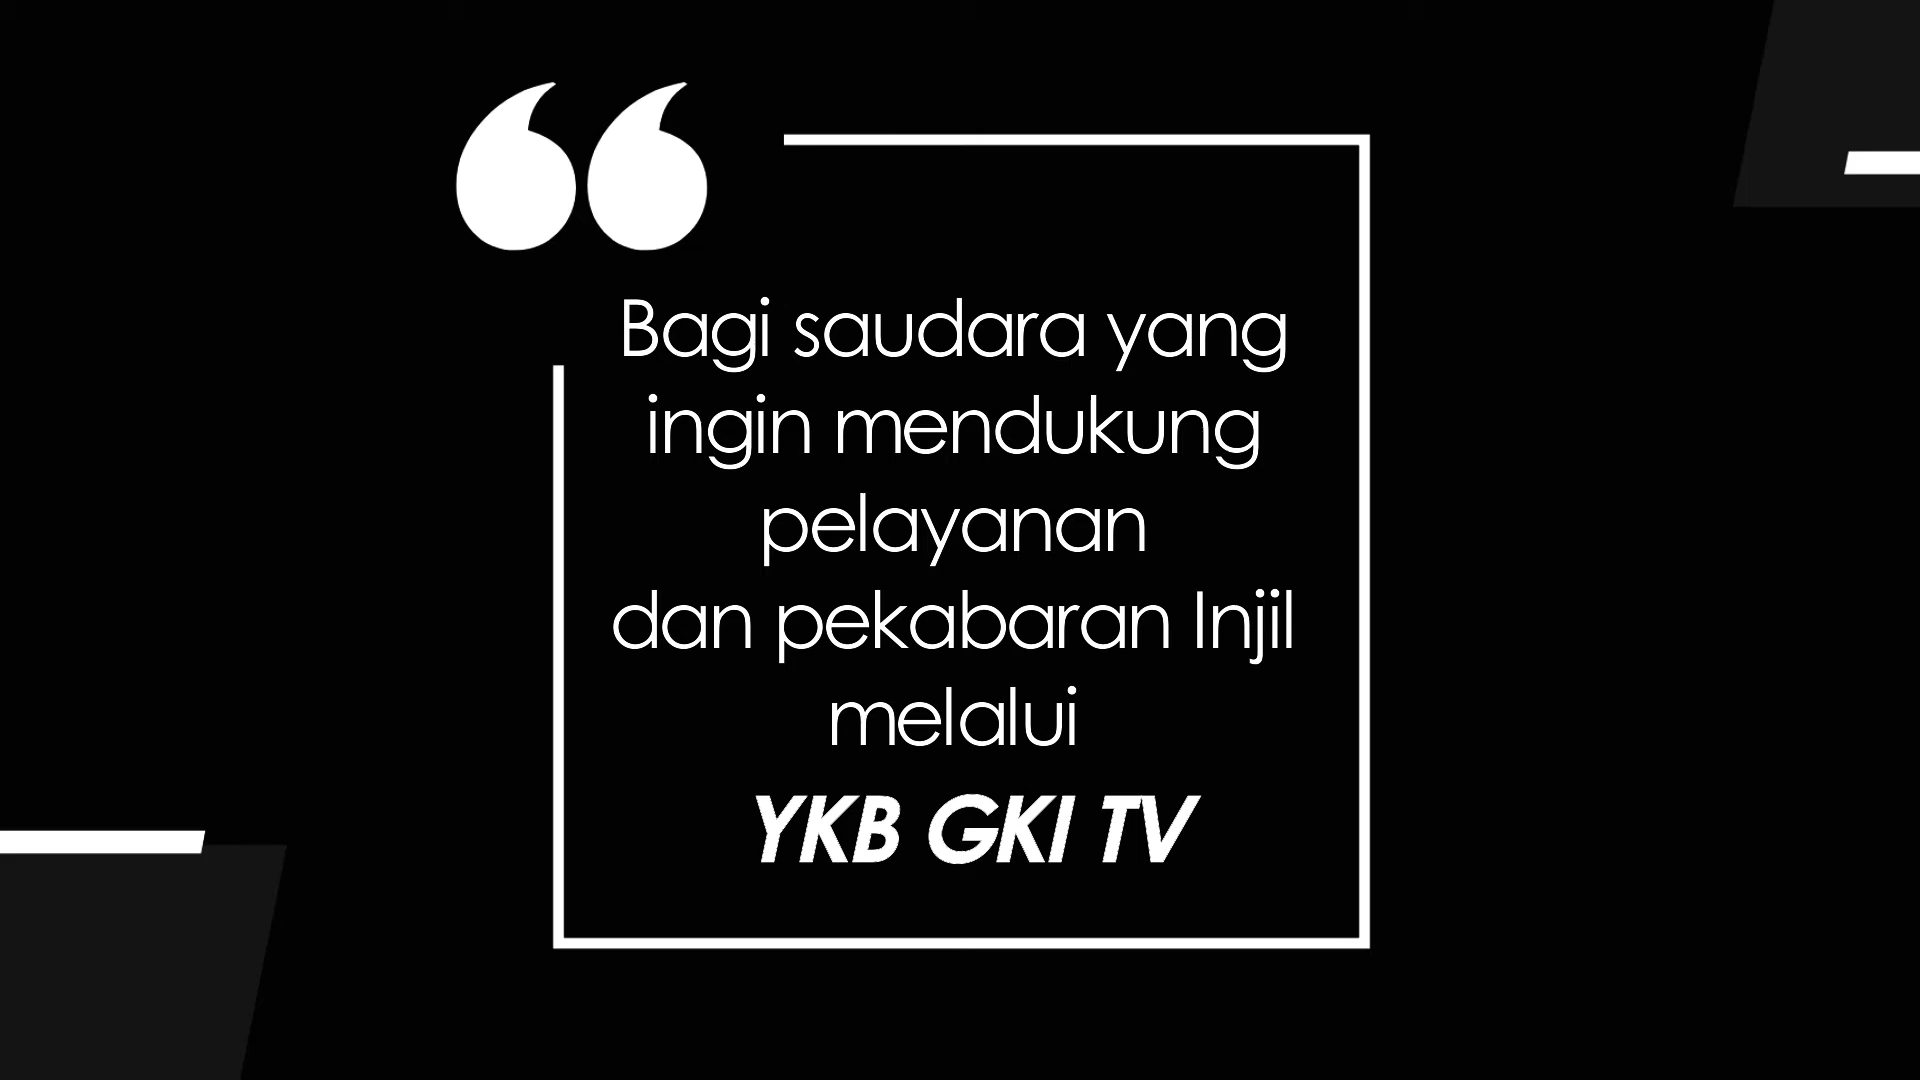 Bagi saudara yang
ingin mendukung
pelayanan
dan pekabaran Injil
melalui
YKB GKI TV